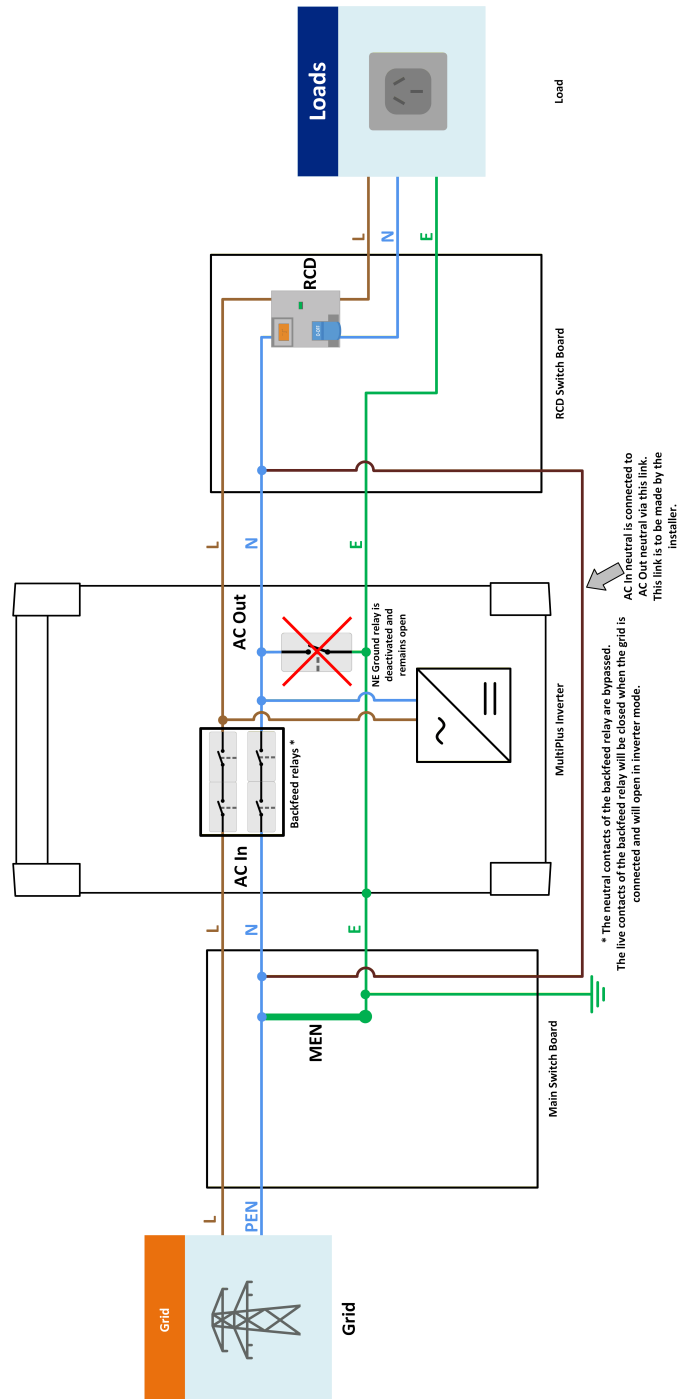 Grid
Grid
L
PEN
MEN
Main Switch Board
L
N
E
AC In
Backfeed relays *
AC Out
NE Ground relay is
deactivated and
remains open
MultiPlus Inverter
* The neutral contacts of the backfeed relay are bypassed.
The live contacts of the backfeed relay will be closed when the grid is
connected and will open in inverter mode.
AC In neutral is connected to
AC Out neutral via this link.
This link is to be made by the
installer.
L
N
E
RCD
RCD Switch Board
L
N
E
Loads
Load